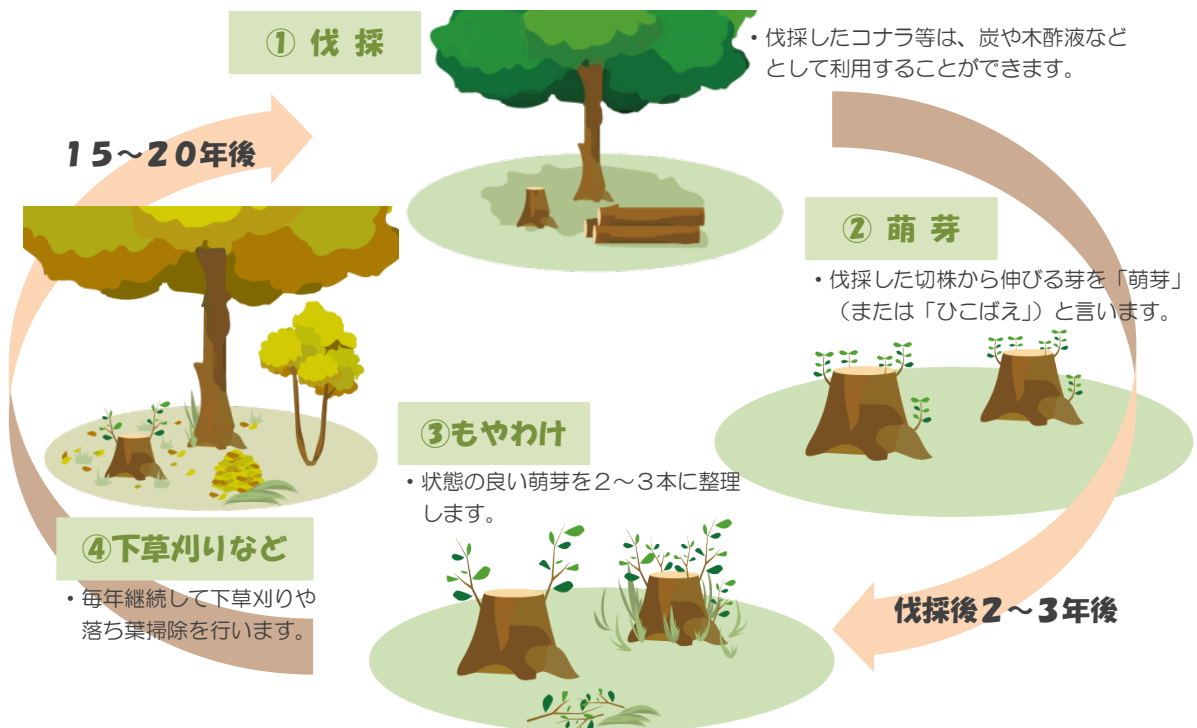 ① 伐 採
・伐採したコナラ等は、炭や木酢液など
として利用することができます。
② 萌 芽
・伐採した切株から伸びる芽を「萌芽」
（または「ひこばえ」）と言います。
伐採後２～３年後
③もやわけ
・状態の良い萌芽を２～３本に整理
します。
④下草刈りなど
・毎年継続して下草刈りや
落ち葉掃除を行います。
１５～２０年後